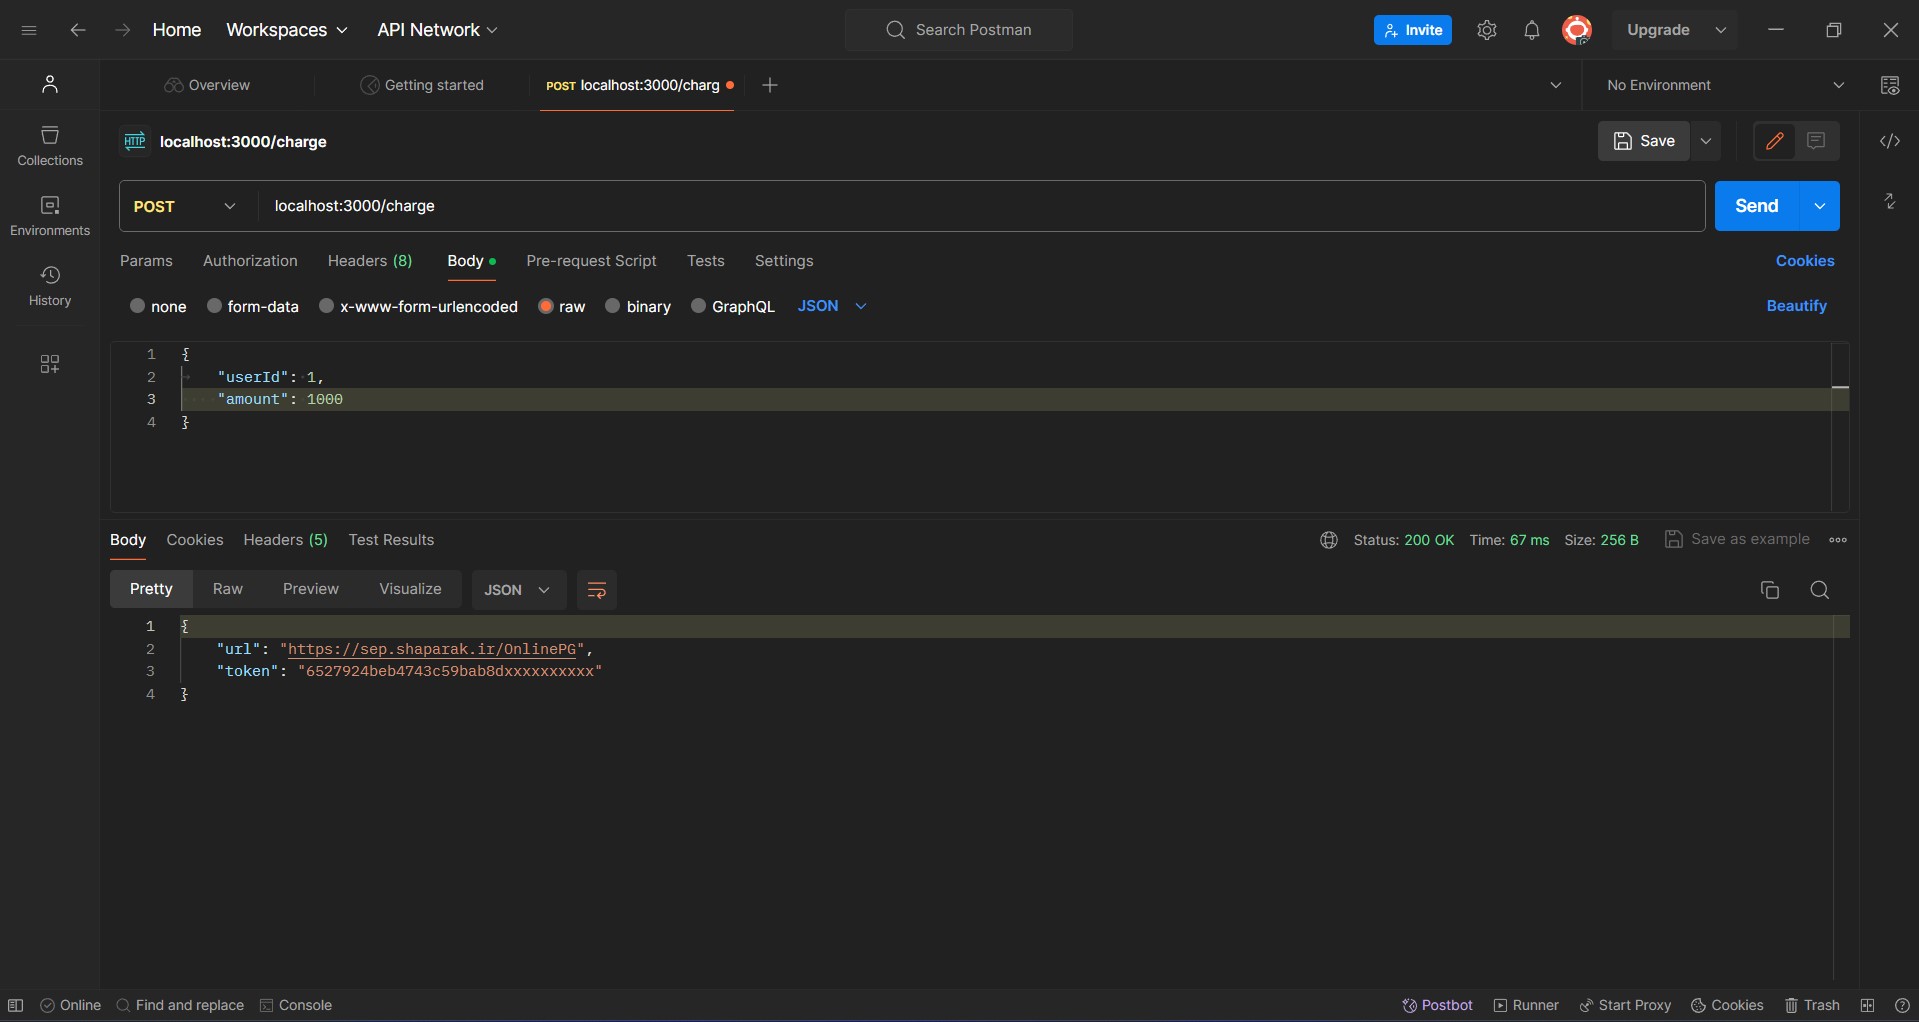 Home Workspaces API Network Search Postman Invite Upgrade
Overview Getting started POST localhost:3000/charg No Environment
HTTP localhost:3000/charge Save
Collections
Environments
History
POST localhost:3000/charge Send
Params Authorization Headers (8) Body Pre-request Script Tests Settings Cookies
none form-data x-www-form-urlencoded raw binary GraphQL JSON Beautify
1 {
2 "userId": 1,
3 "amount": 1000
4 }
Body Cookies Headers (5) Test Results Status: 200 OK Time: 67 ms Size: 256 B Save as example
Pretty Raw Preview Visualize JSON
1 {
2 "url": "https://sep.shaparak.ir/OnlinePG",
3 "token": "6527924beb4743c59bab8dxxxxxxxxxx"
4 }
Online Find and replace Console Postbot Runner Start Proxy Cookies Trash